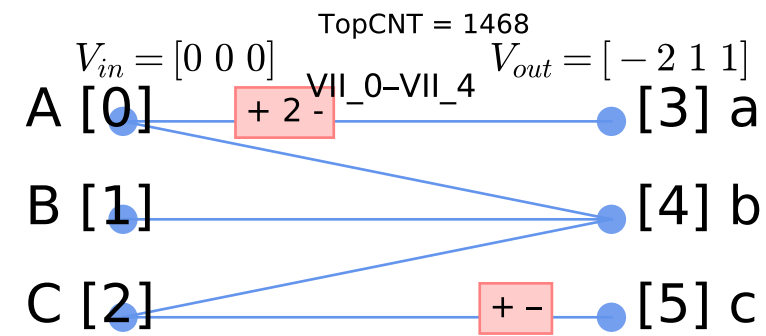 TopCNT = 1468
V_in = [0 0 0]
V_out = [ − 2 1 1]
VII_0–VII_4
A [0]
+ 2 -
[3] a
B [1]
[4] b
C [2]
+ –
[5] c